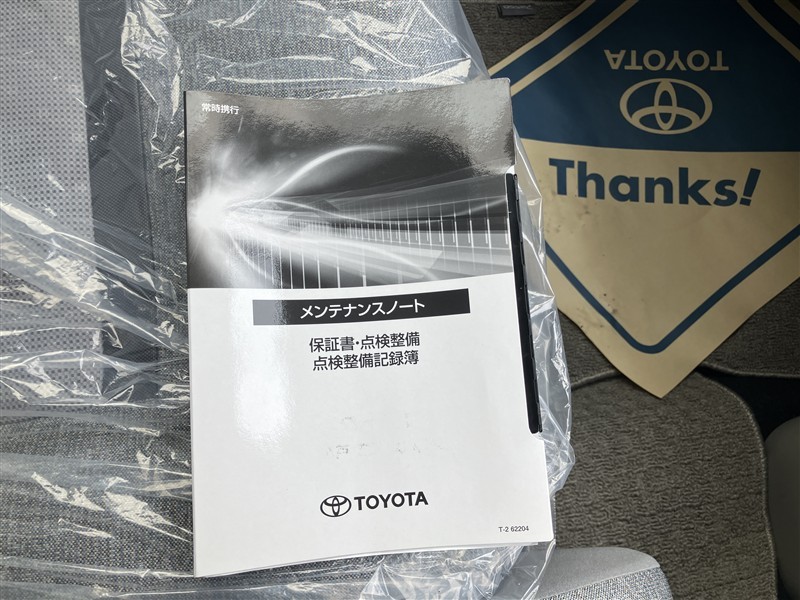 常時携行
メンテナンスノート
保証書・点検整備
点検整備記録簿
TOYOTA
T-2 62204
TOYOTA
Thanks!